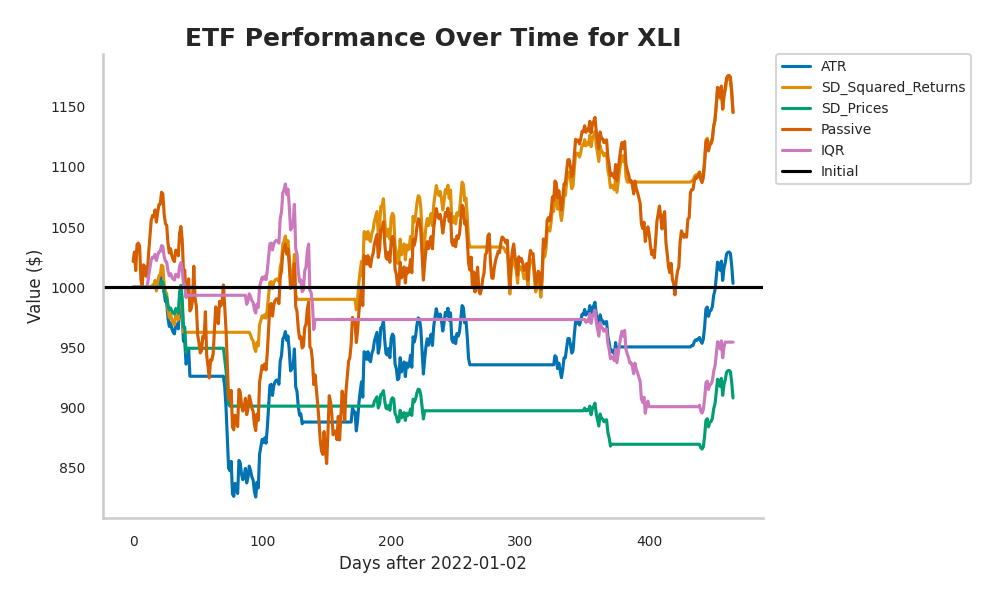 ETF Performance Over Time for XLI
ATR
SD_Squared_Returns
SD_Prices
Passive
IQR
Initial
Value ($)
1150
1100
1050
1000
950
900
850
0 100 200 300 400
Days after 2022-01-02